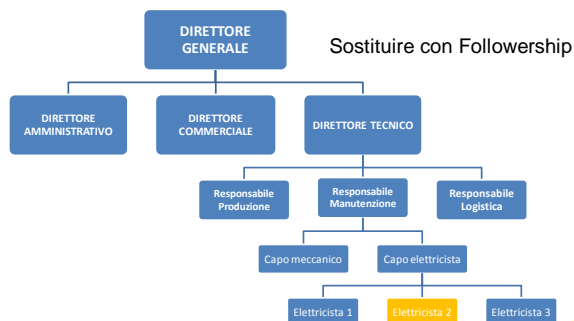 DIRETTORE
GENERALE
Sostituire con Followership
DIRETTORE
AMMINISTRATIVO
DIRETTORE
COMMERCIALE
DIRETTORE TECNICO
Responsabile
Produzione
Responsabile
Manutenzione
Responsabile
Logistica
Capo meccanico
Capo elettricista
Elettricista 1
Elettricista 2
Elettricista 3